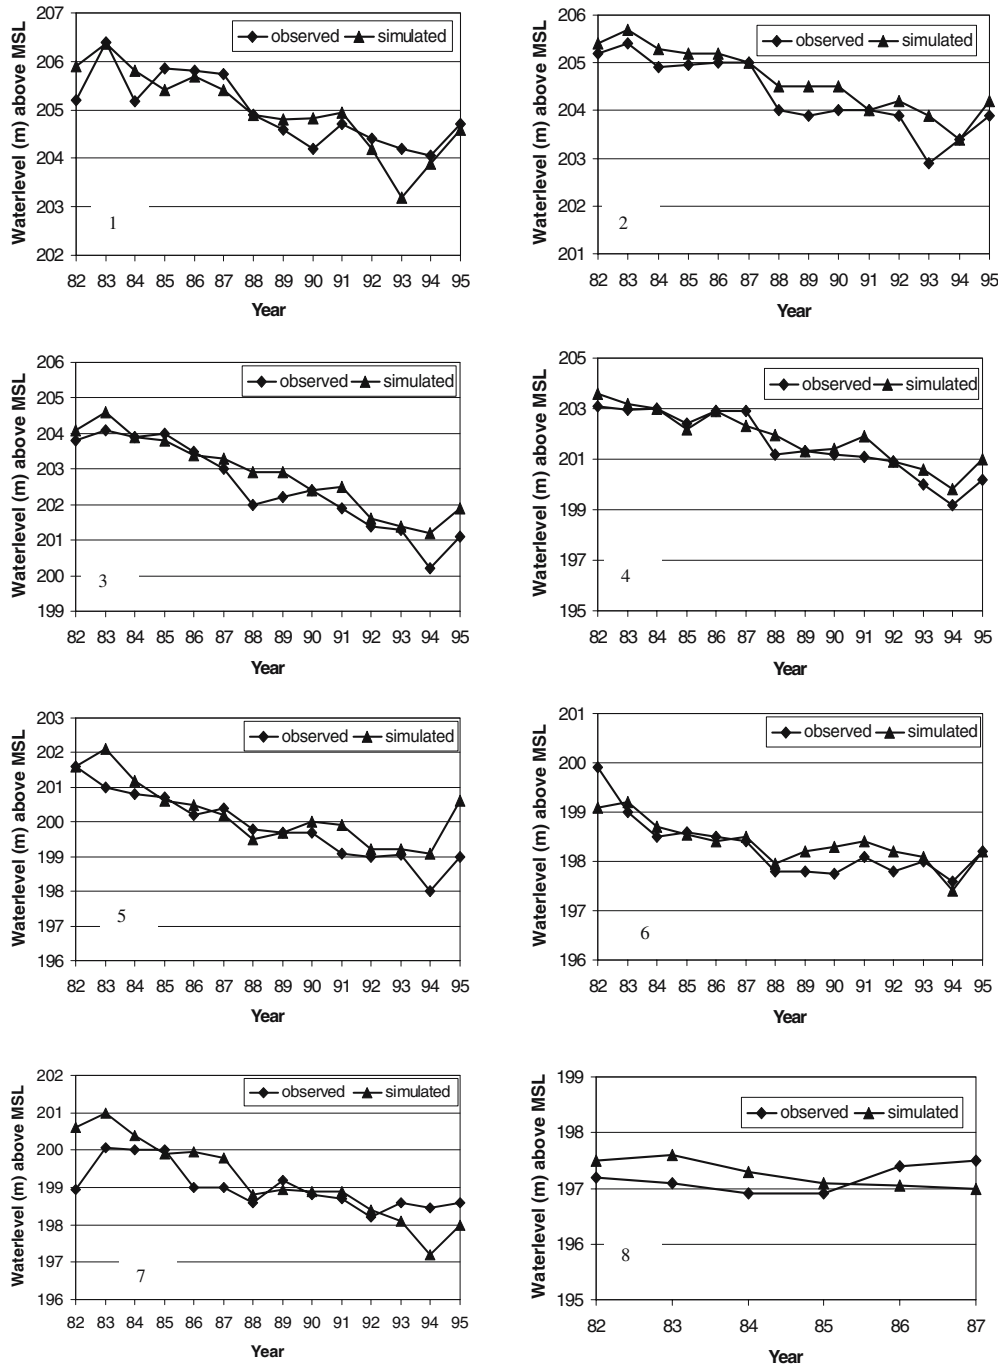 Waterlevel (m) above MSL
207
206
205
204
203
202
observed simulated
1
82 83 84 85 86 87 88 89 90 91 92 93 94 95
Year
Waterlevel (m) above MSL
206
205
204
203
202
201
observed simulated
2
82 83 84 85 86 87 88 89 90 91 92 93 94 95
Year
Waterlevel (m) above MSL
206
205
204
203
202
201
200
199
observed simulated
3
82 83 84 85 86 87 88 89 90 91 92 93 94 95
Year
Waterlevel (m) above MSL
205
203
201
199
197
195
observed simulated
4
82 83 84 85 86 87 88 89 90 91 92 93 94 95
Year
Waterlevel (m) above MSL
203
202
201
200
199
198
197
196
observed simulated
5
82 83 84 85 86 87 88 89 90 91 92 93 94 95
Year
Waterlevel (m) above MSL
201
200
199
198
197
196
observed simulated
6
82 83 84 85 86 87 88 89 90 91 92 93 94 95
Year
Waterlevel (m) above MSL
202
201
200
199
198
197
196
observed simulated
7
82 83 84 85 86 87 88 89 90 91 92 93 94 95
Year
Waterlevel (m) above MSL
199
198
197
196
195
observed simulated
8
82 83 84 85 86 87
Year